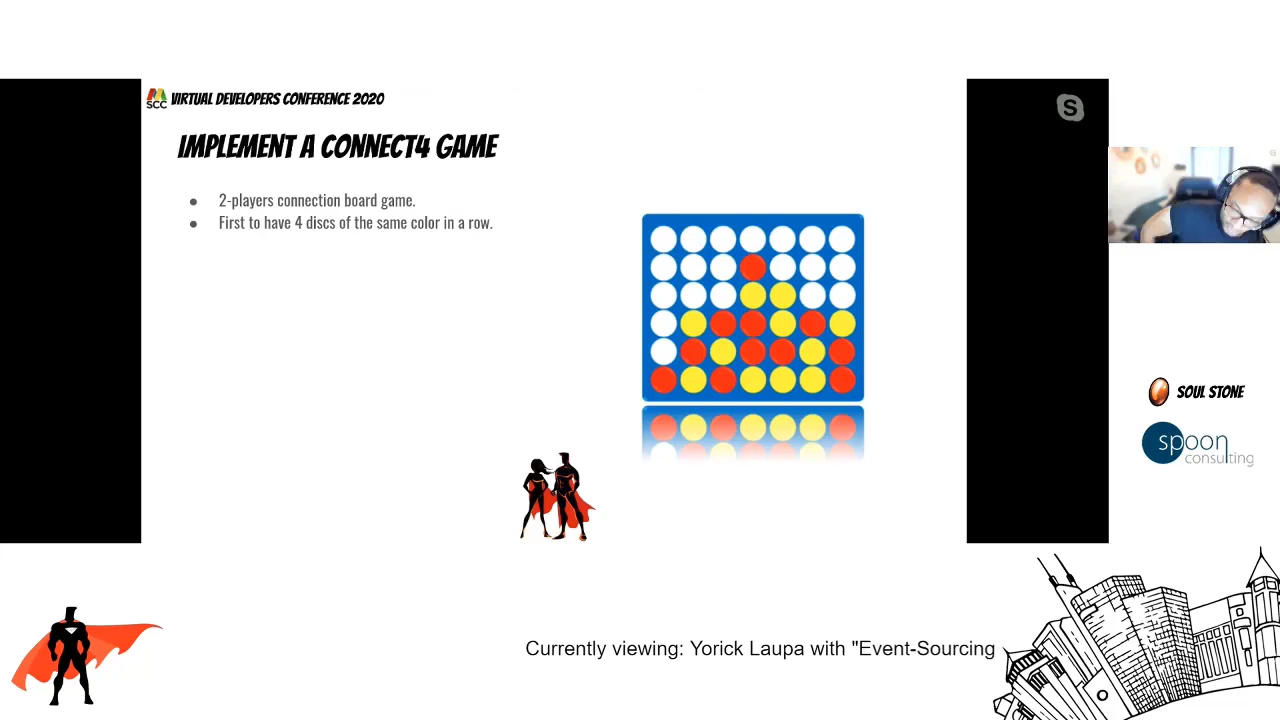 MSCC VIRTUAL DEVELOPERS CONFERENCE 2020
IMPLEMENT A CONNECT4 GAME
● 2-players connection board game.
● First to have 4 discs of the same color in a row.
S
SOUL STONE
spoon
consulting
Currently viewing: Yorick Laupa with "Event-Sourcing